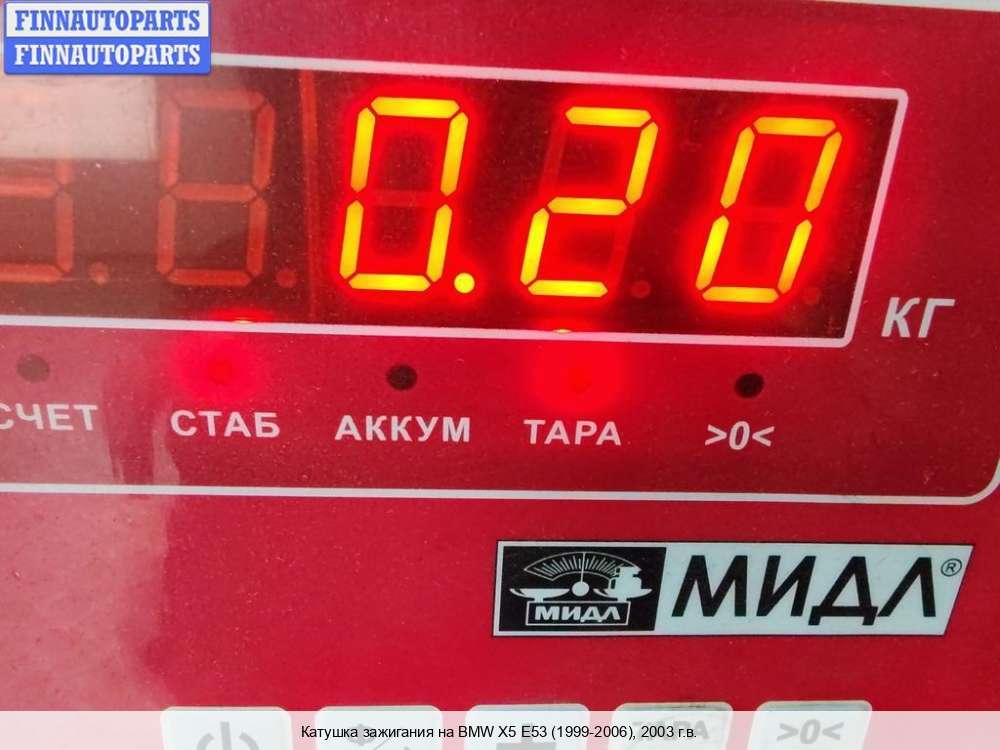 FINNAUTOPARTS
FINNAUTOPARTS
0.20
КГ
СЧЕТ СТАБ АККУМ ТАРА >0<
МИДЛ МИДЛ®
ТАРА >0<
Катушка зажигания на BMW X5 E53 (1999-2006), 2003 г.в.